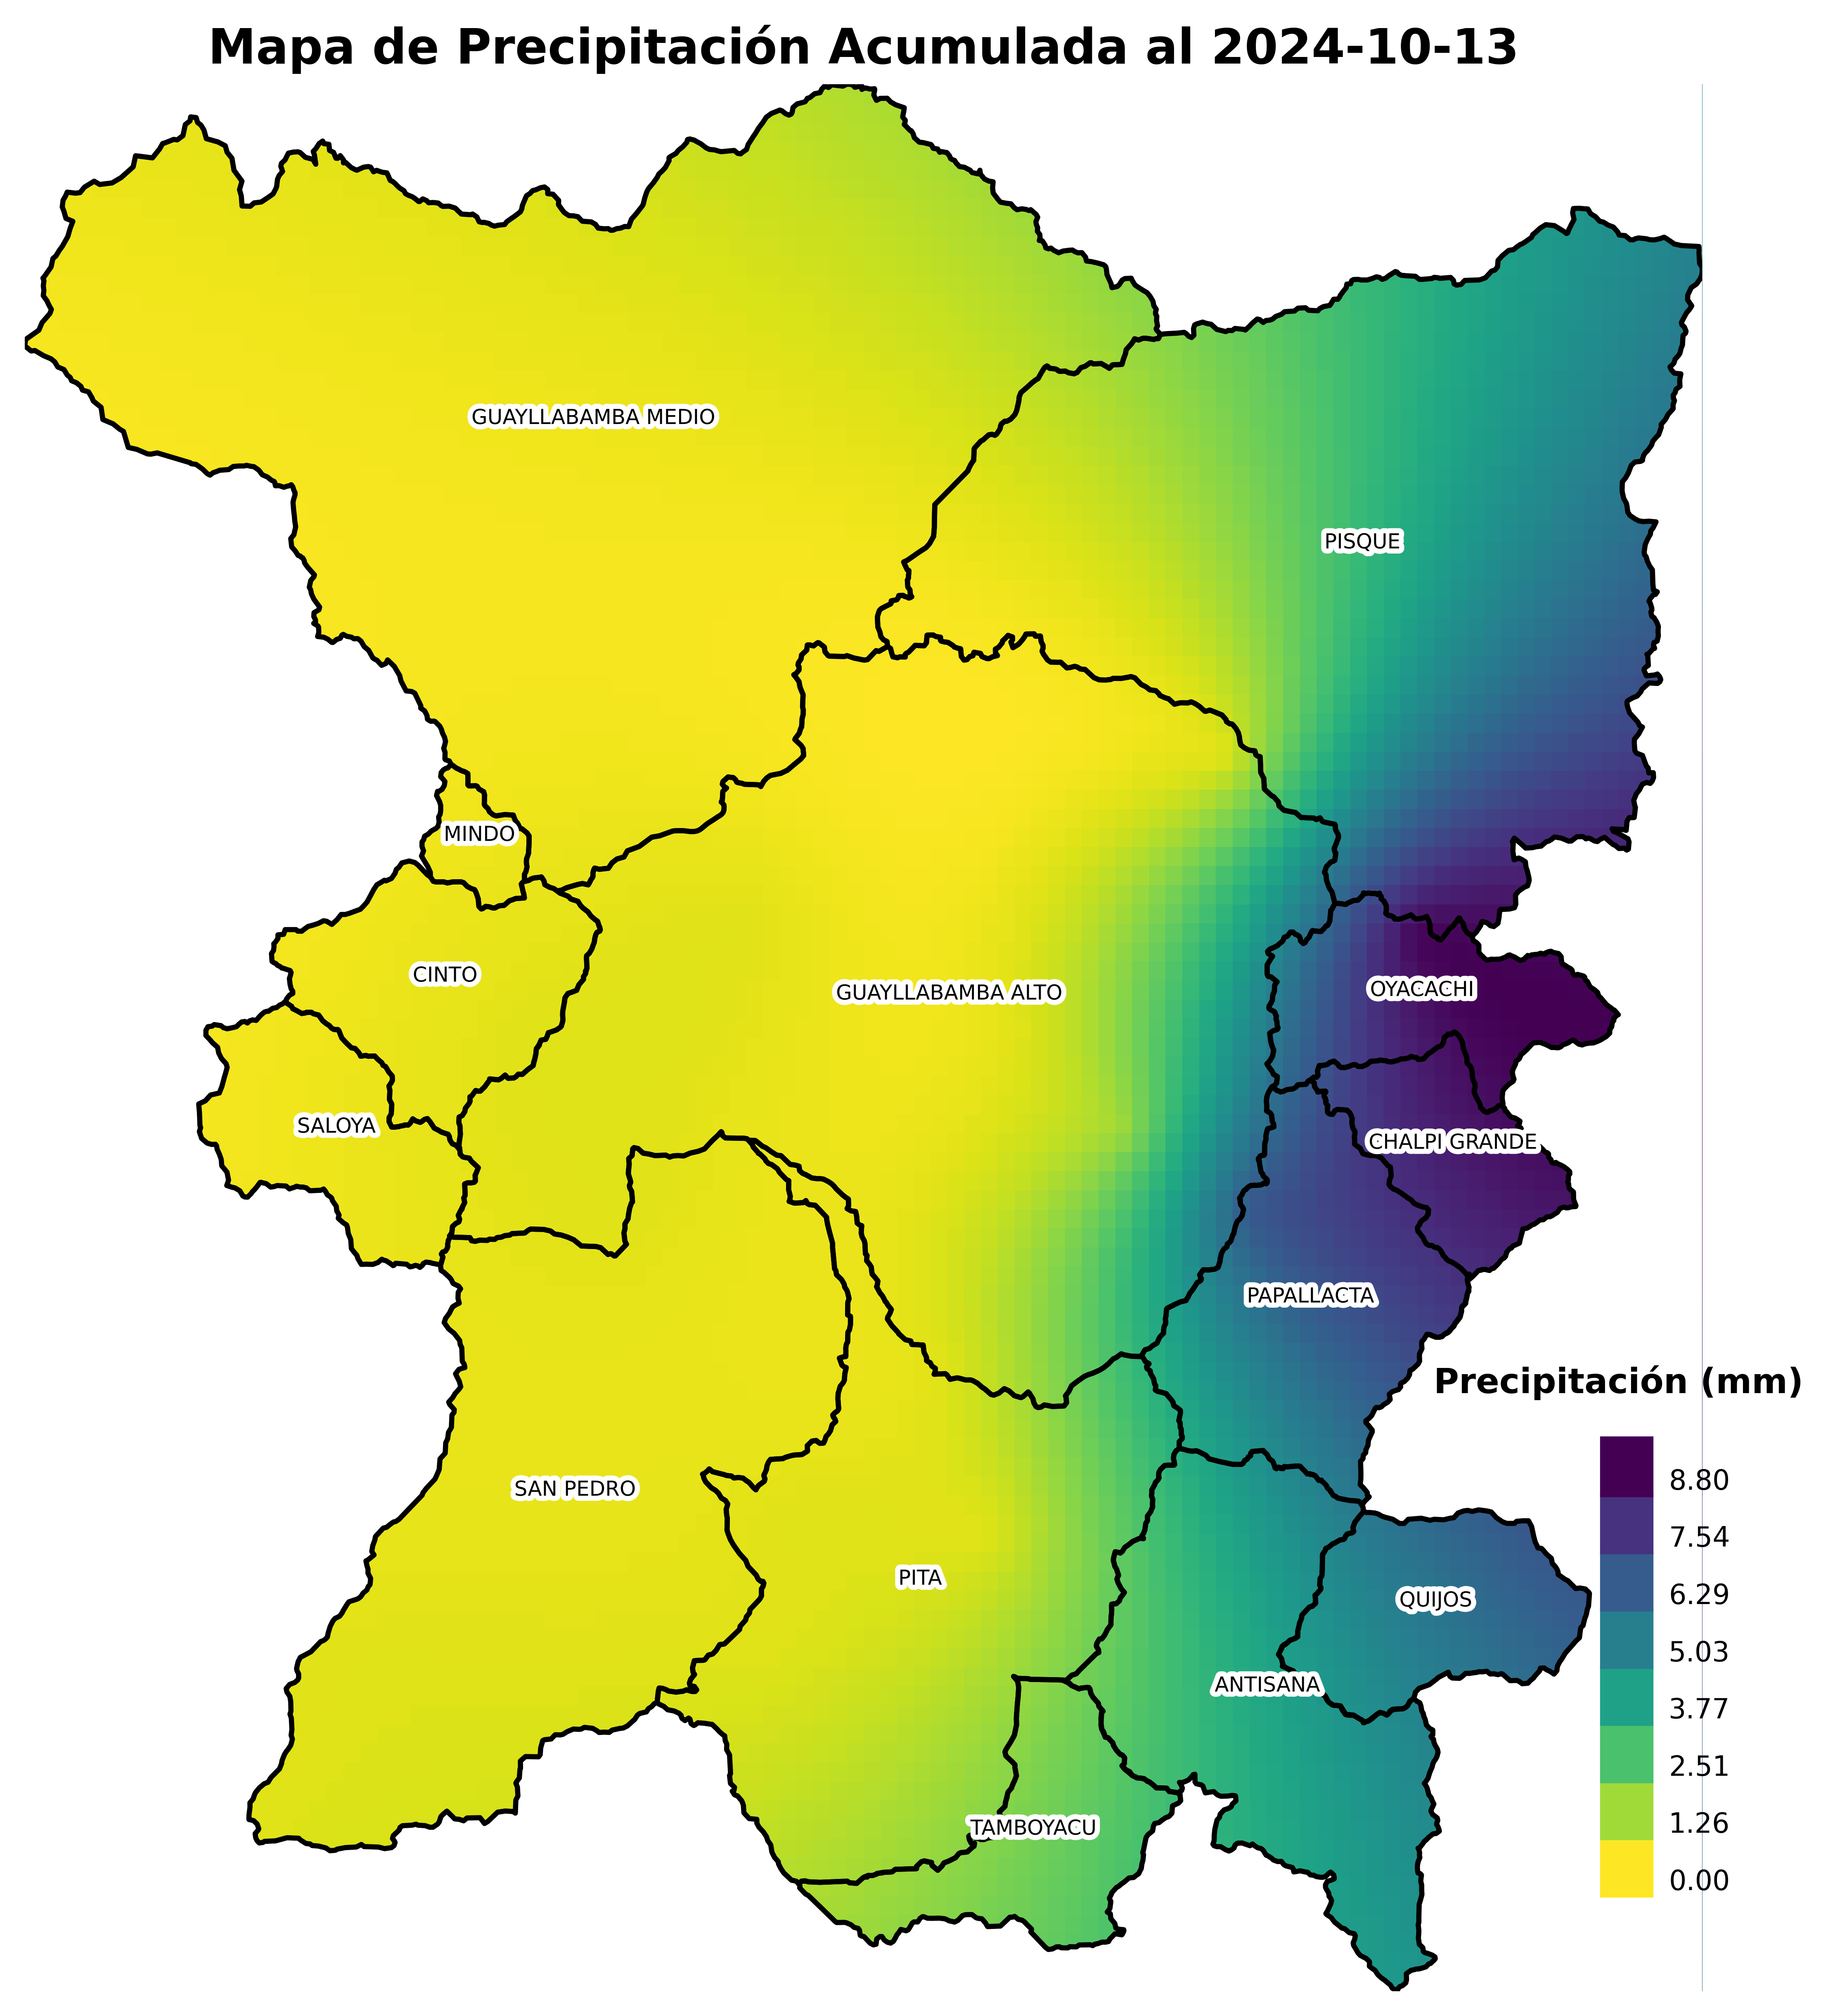 Mapa de Precipitación Acumulada al 2024-10-13
GUAYLLABAMBA MEDIO
PISQUE
MINDO
CINTO
GUAYLLABAMBA ALTO
OYACACHI
SALOYA
CHALPI GRANDE
PAPALLACTA
Precipitación (mm)
SAN PEDRO
PITA
QUIJOS
ANTISANA
TAMBOYACU
8.80
7.54
6.29
5.03
3.77
2.51
1.26
0.00